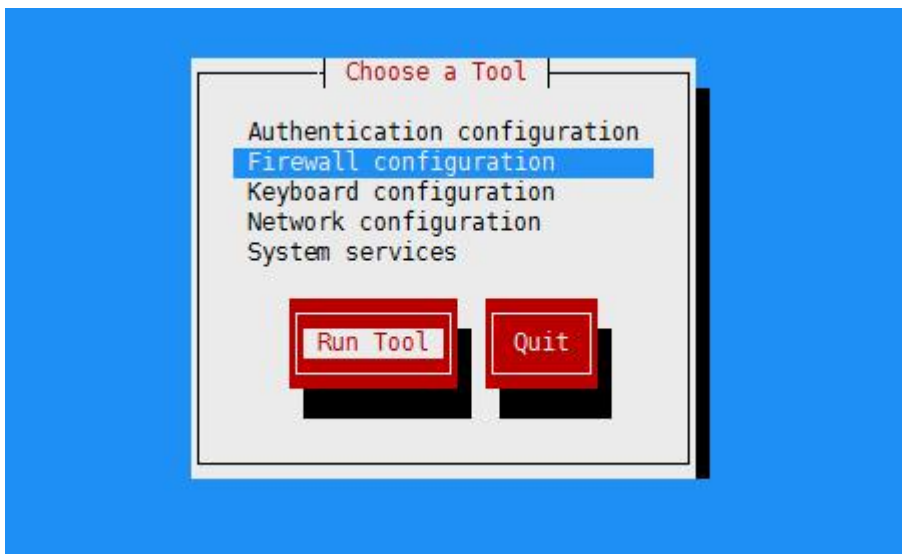 Choose a Tool
Authentication configuration
Firewall configuration
Keyboard configuration
Network configuration
System services
Run Tool Quit